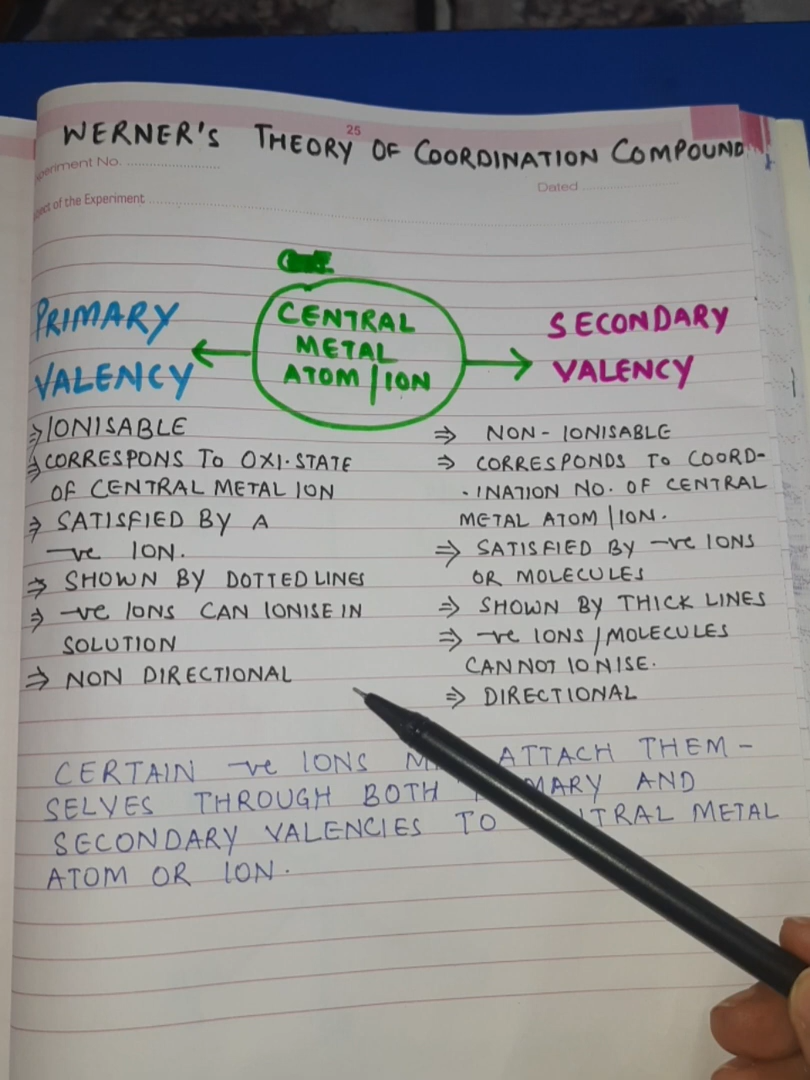 25
WERNER'S THEORY OF COORDINATION COMPOUND
periment No.
Dated
ject of the Experiment
PRIMARY
VALENCY
CENTRAL
METAL
ATOM/ION
SECONDARY
VALENCY
⇒ IONISABLE
⇒ CORRESPONS TO OXI. STATE
OF CENTRAL METAL ION
⇒ SATISFIED BY A
-ve ION.
⇒ SHOWN BY DOTTED LINES
⇒ -ve IONS CAN IONISE IN
SOLUTION
⇒ NON DIRECTIONAL
⇒ NON-IONISABLE
⇒ CORRESPONDS TO COORD-
-INATION NO. OF CENTRAL
METAL ATOM/ION.
⇒ SATISFIED BY -ve IONS
OR MOLECULES
⇒ SHOWN BY THICK LINES
⇒ -ve IONS/MOLECULES
CANNOT IONISE.
⇒ DIRECTIONAL
CERTAIN -ve IONS ATTACH THEM-
SELVES THROUGH BOTH AND
SECONDARY VALENCIES TO METAL
ATOM OR ION.